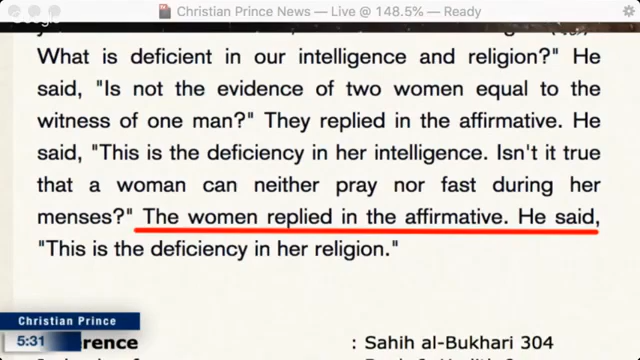 Christian Prince News — Live @ 148.5% — Ready
What is deficient in our intelligence and religion?" He
said, "Is not the evidence of two women equal to the
witness of one man?" They replied in the affirmative. He
said, "This is the deficiency in her intelligence. Isn't it true
that a woman can neither pray nor fast during her
menses?" The women replied in the affirmative. He said,
"This is the deficiency in her religion."
Christian Prince
5:31
: Sahih al-Bukhari 304